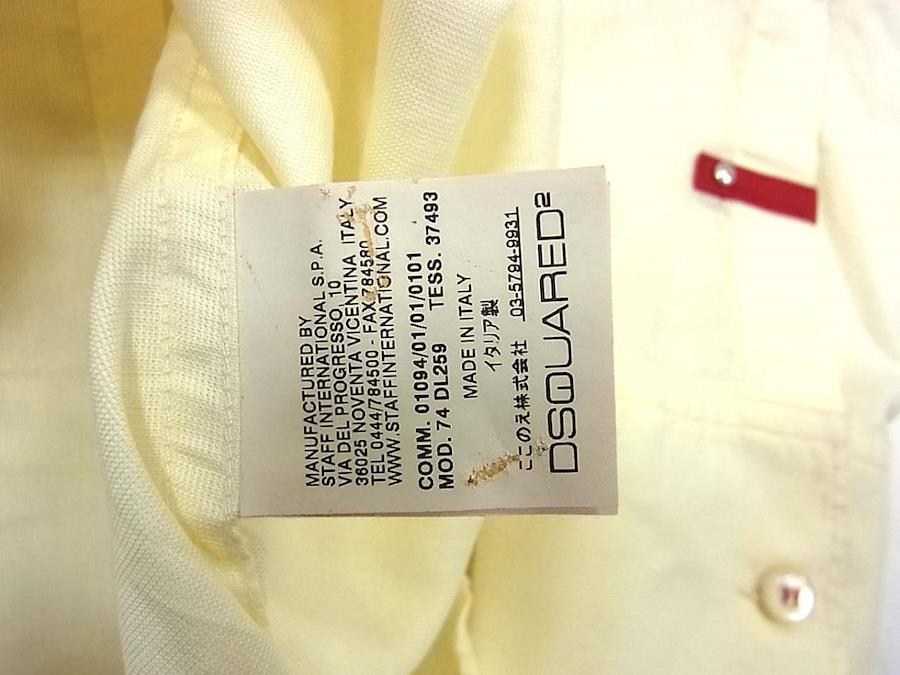 MANUFACTURED BY
STAFF INTERNATIONAL S.P.A.
VIA DEL PROGRESSO, 10
36025 NOVENTA VICENTINA ITALY
TEL.0444/784500 - FAX784580
WWW.STAFFINTERNATIONAL.COM
COMM. 01094/01/01/0101
MOD. 74 DL259 TESS. 37493
MADE IN ITALY
イタリア製
ここのえ株式会社 03-5794-9931
DSQUARED2